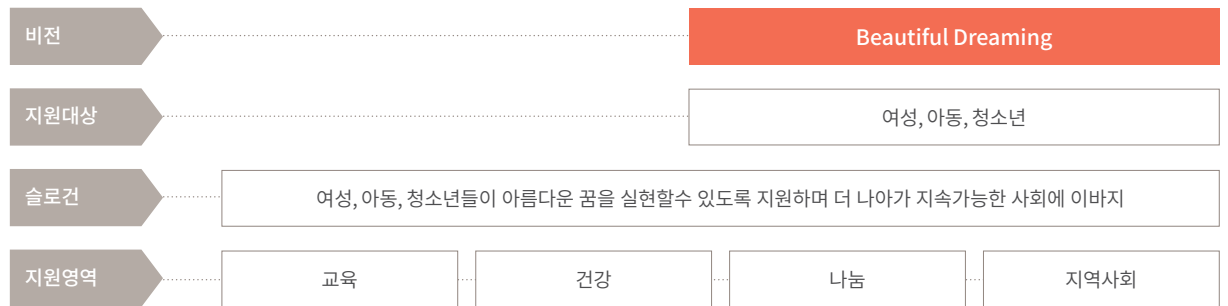 비전
Beautiful Dreaming
지원대상
여성, 아동, 청소년
슬로건
여성, 아동, 청소년들이 아름다운 꿈을 실현할수 있도록 지원하며 더 나아가 지속가능한 사회에 이바지
지원영역
교육
건강
나눔
지역사회